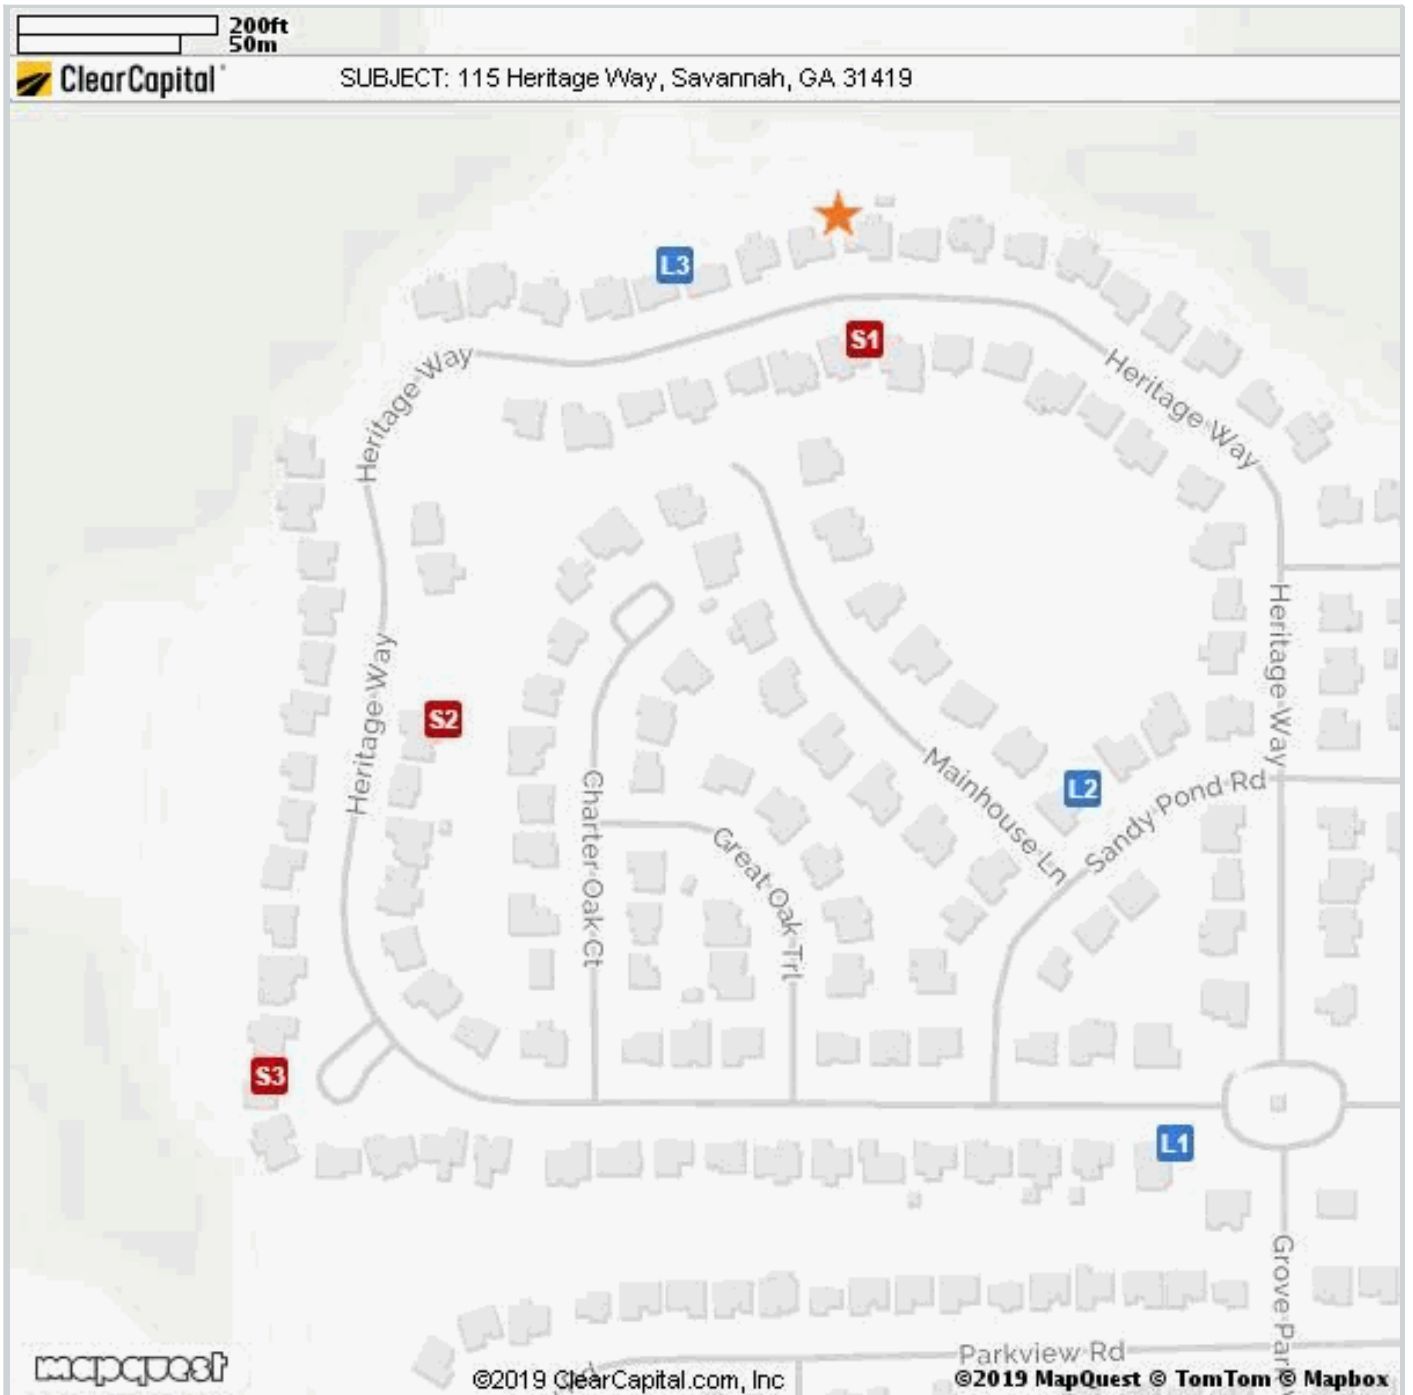 200ft
50m
ClearCapital
SUBJECT: 115 Heritage Way, Savannah, GA 31419
L3
S1
Heritage Way
Heritage Way
Heritage Way
Heritage Way
S2
Mainhouse Ln
L2
Sandy Pond Rd
Charter Oak Ct
Great Oak Trl
S3
L1
Grove Par
Parkview Rd
mapquest
©2019 ClearCapital.com, Inc
©2019 MapQuest © TomTom © Mapbox